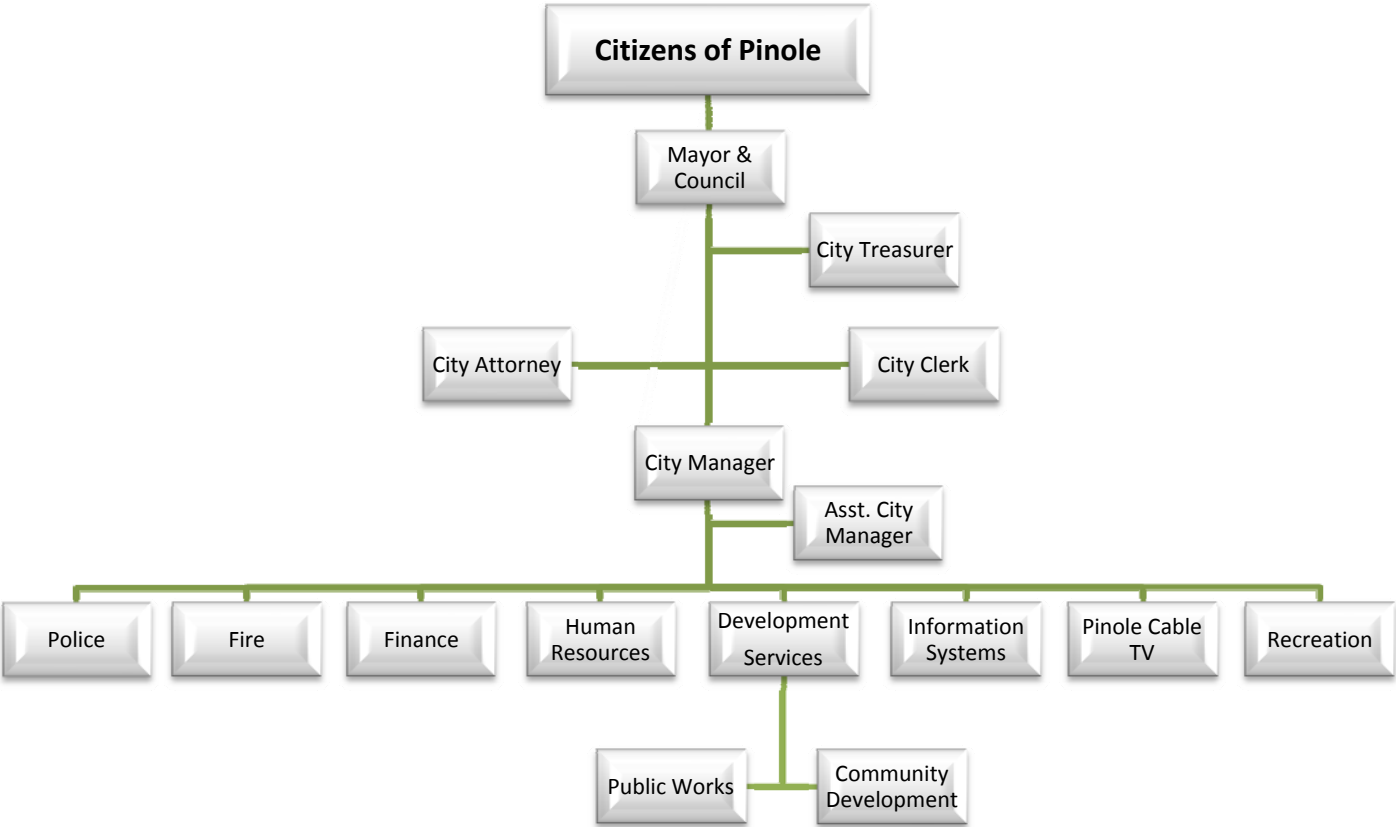 Citizens of Pinole
Mayor &
Council
City Treasurer
City Attorney
City Clerk
City Manager
Asst. City
Manager
Police
Fire
Finance
Human
Resources
Development
Services
Information
Systems
Pinole Cable
TV
Recreation
Public Works
Community
Development